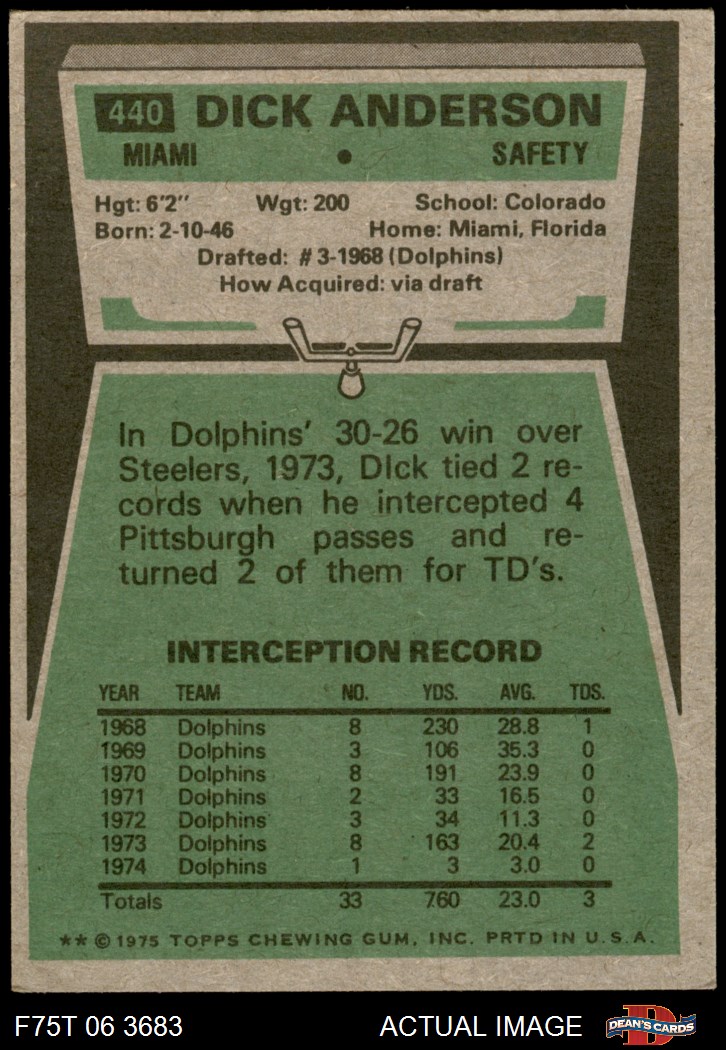 440 DICK ANDERSON
MIAMI • SAFETY
Hgt: 6'2" Wgt: 200 School: Colorado
Born: 2-10-46 Home: Miami, Florida
Drafted: #3-1968 (Dolphins)
How Acquired: via draft
In Dolphins' 30-26 win over
Steelers, 1973, DIck tied 2 re-
cords when he intercepted 4
Pittsburgh passes and re-
turned 2 of them for TD's.
INTERCEPTION RECORD
YEAR TEAM NO. YDS. AVG. TDS.
1968 Dolphins 8 230 28.8 1
1969 Dolphins 3 106 35.3 0
1970 Dolphins 8 191 23.9 0
1971 Dolphins 2 33 16.5 0
1972 Dolphins 3 34 11.3 0
1973 Dolphins 8 163 20.4 2
1974 Dolphins 1 3 3.0 0
Totals 33 760 23.0 3
** © 1975 TOPPS CHEWING GUM, INC. PRTD IN U.S.A.
F75T 06 3683 ACTUAL IMAGE D DEAN'S CARDS